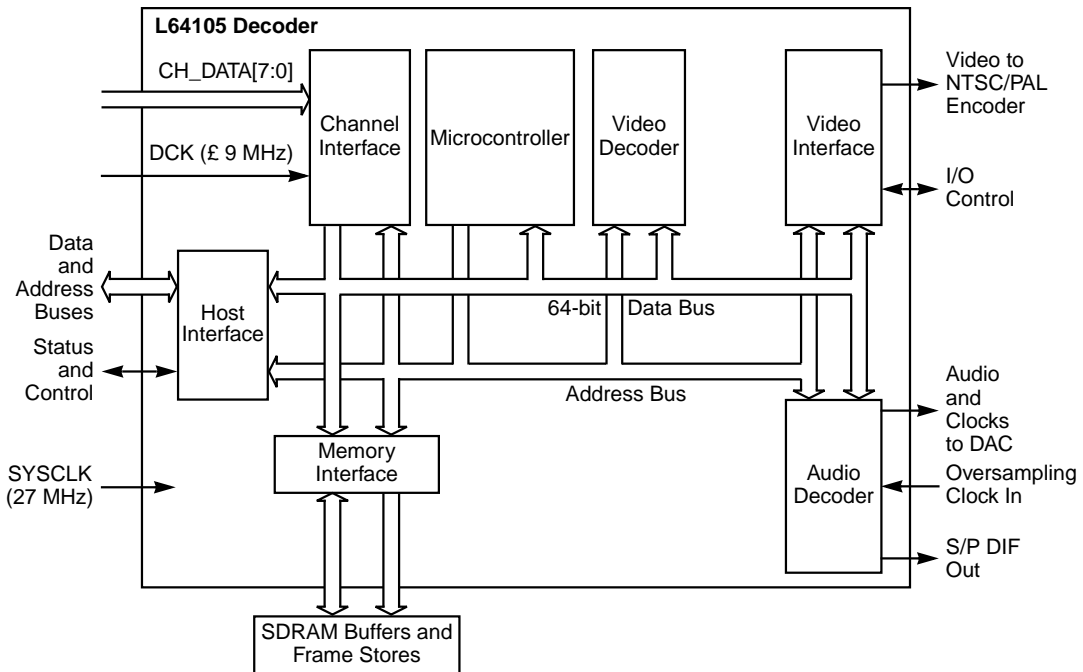 L64105 Decoder
CH_DATA[7:0]
DCK (£ 9 MHz)
Channel
Interface
Microcontroller
Video
Decoder
Video
Interface
Video to
NTSC/PAL
Encoder
I/O
Control
Data
and
Address
Buses
Host
Interface
64-bit Data Bus
Status
and
Control
Address Bus
Audio
and
Clocks
to DAC
Memory
Interface
SYSCLK
(27 MHz)
Audio
Decoder
Oversampling
Clock In
S/P DIF
Out
SDRAM Buffers and
Frame Stores